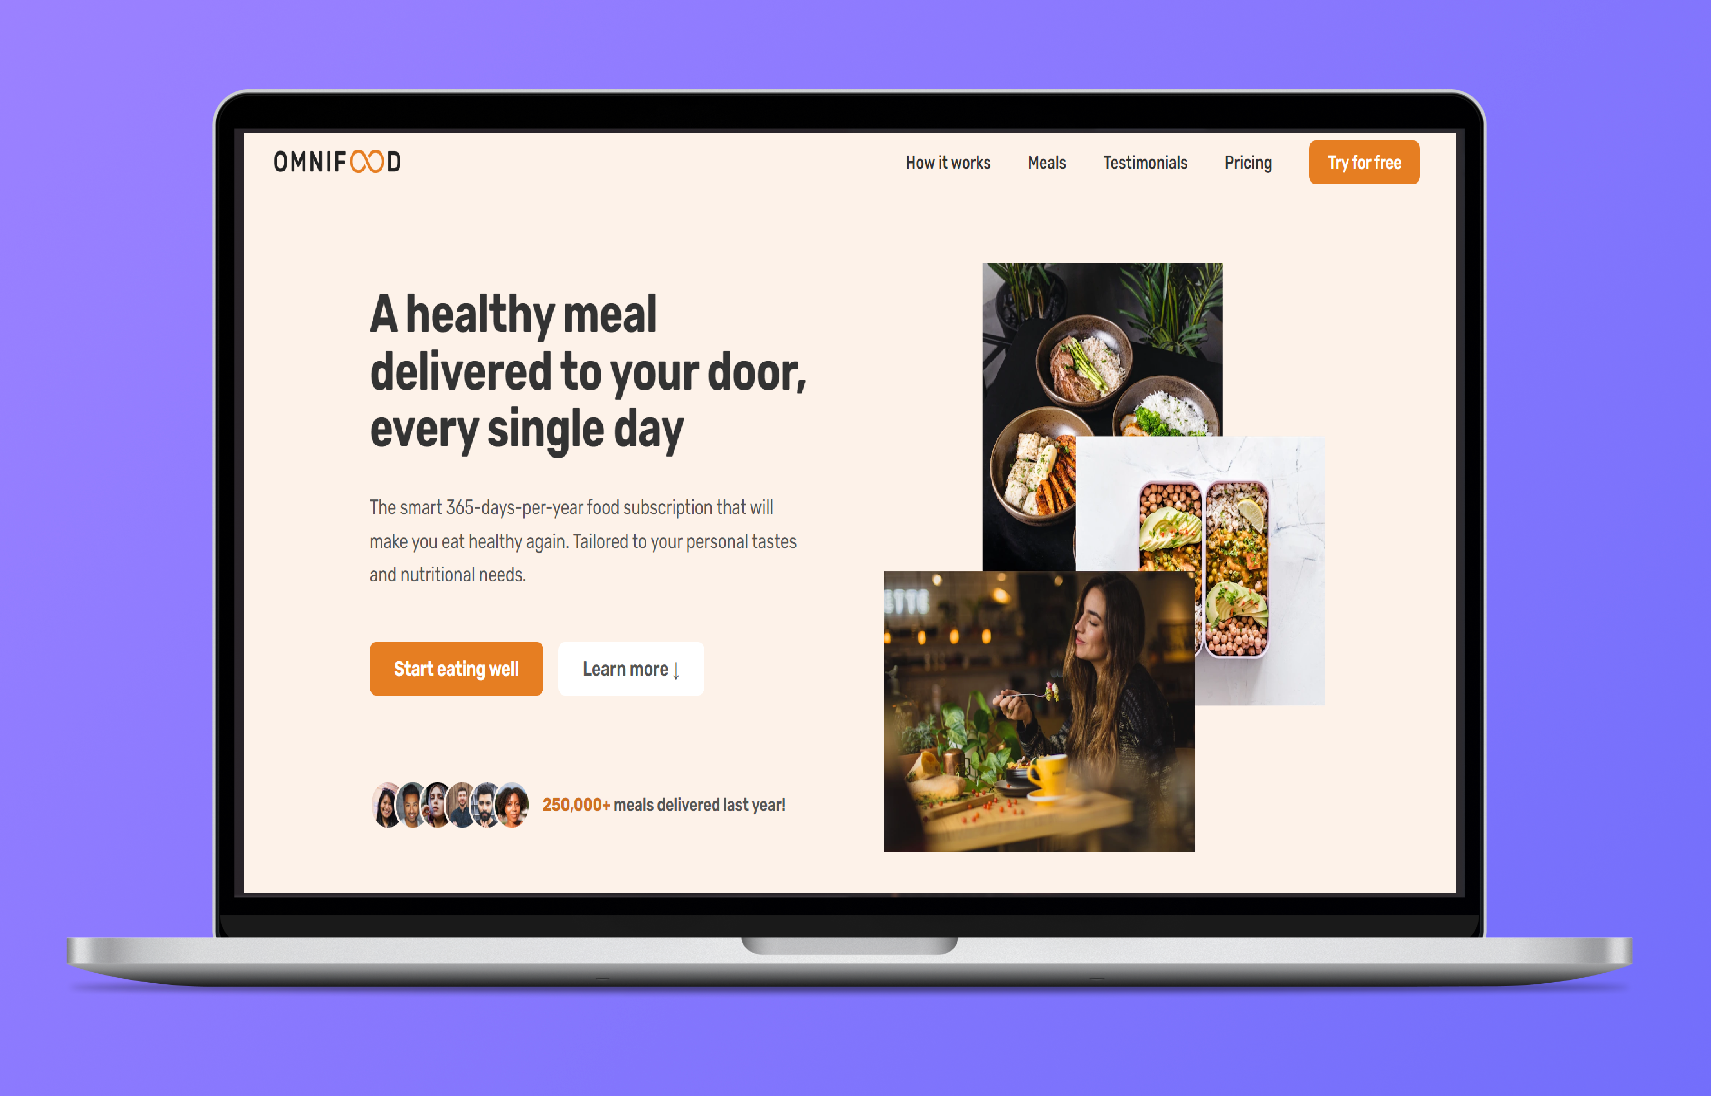 OMNIFOOD
How it works
Meals
Testimonials
Pricing
Try for free
A healthy meal
delivered to your door,
every single day
The smart 365-days-per-year food subscription that will
make you eat healthy again. Tailored to your personal tastes
and nutritional needs.
Start eating well
Learn more ↓
250,000+ meals delivered last year!